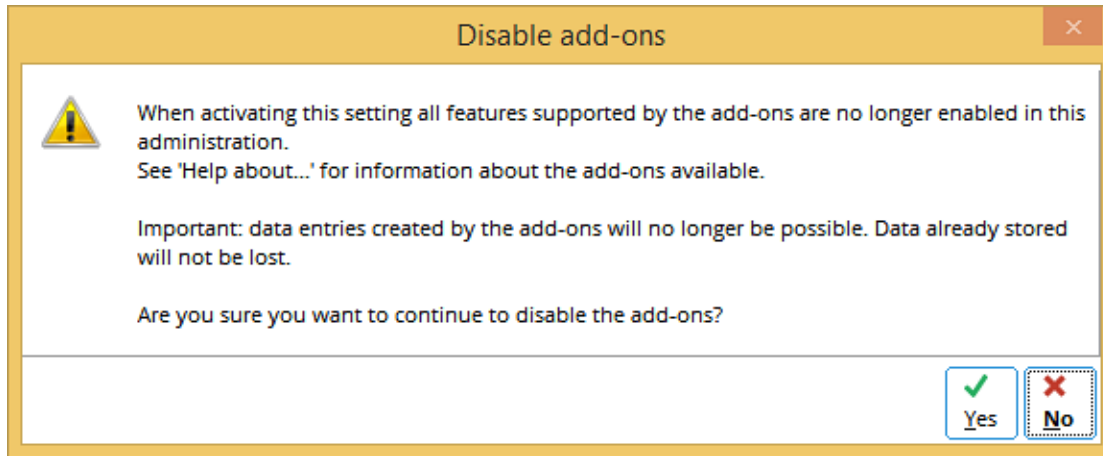 Disable add-ons
When activating this setting all features supported by the add-ons are no longer enabled in this
administration.
See 'Help about...' for information about the add-ons available.
Important: data entries created by the add-ons will no longer be possible. Data already stored
will not be lost.
Are you sure you want to continue to disable the add-ons?
Yes No